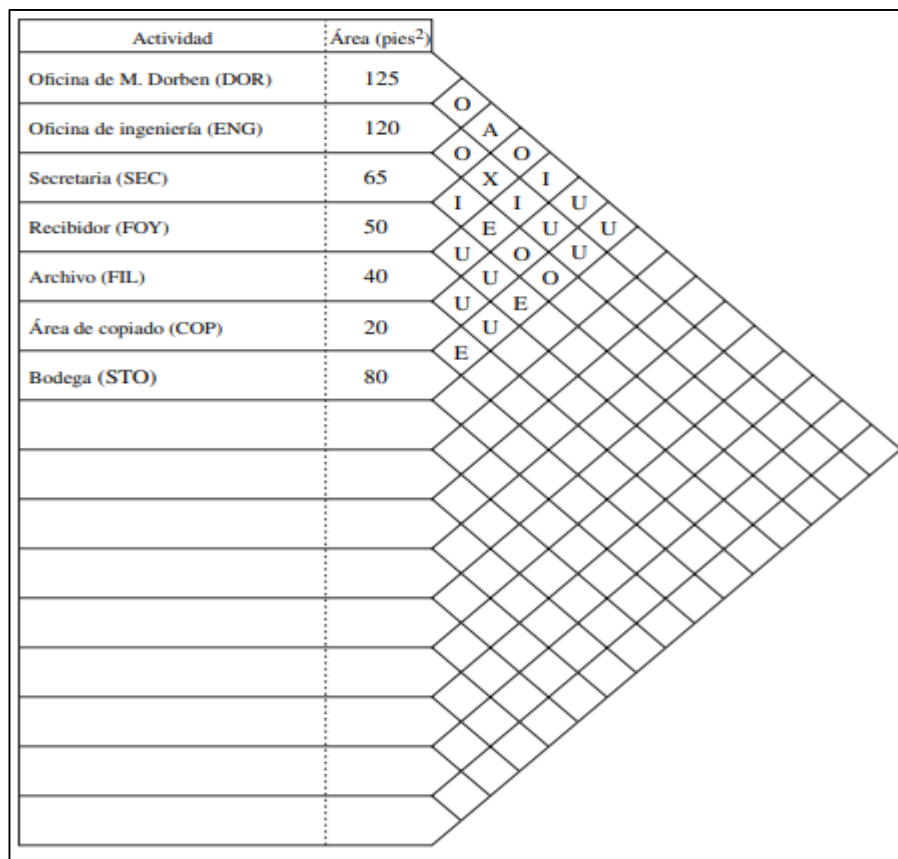 Actividad Área (pies²)
Oficina de M. Dorben (DOR) 125
O
Oficina de ingeniería (ENG) 120 A
O O
Secretaria (SEC) 65 X I
I I U
Recibidor (FOY) 50 E U U
U O U
Archivo (FIL) 40 U O
U E
Área de copiado (COP) 20 U
E
Bodega (STO) 80